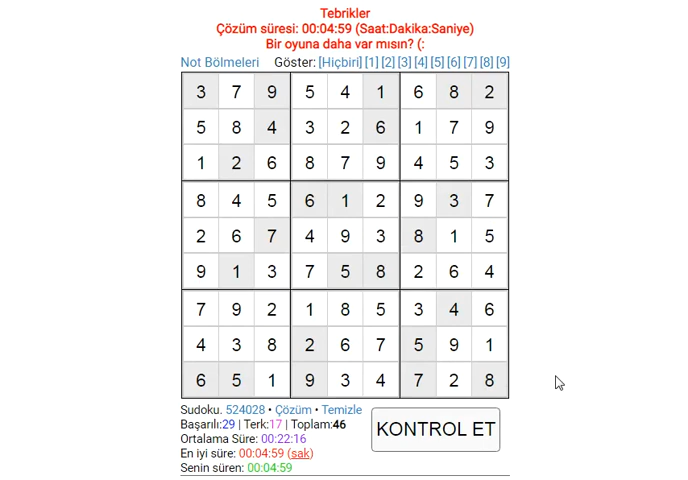 Tebrikler
Çözüm süresi: 00:04:59 (Saat:Dakika:Saniye)
Bir oyuna daha var mısın? (:
Not Bölmeleri Göster: [Hiçbiri] [1] [2] [3] [4] [5] [6] [7] [8] [9]
3 7 9 5 4 1 6 8 2
5 8 4 3 2 6 1 7 9
1 2 6 8 7 9 4 5 3
8 4 5 6 1 2 9 3 7
2 6 7 4 9 3 8 1 5
9 1 3 7 5 8 2 6 4
7 9 2 1 8 5 3 4 6
4 3 8 2 6 7 5 9 1
6 5 1 9 3 4 7 2 8
Sudoku. 524028 • Çözüm • Temizle
Başarılı:29 | Terk:17 | Toplam:46
Ortalama Süre: 00:22:16
En iyi süre: 00:04:59 (sak)
Senin süren: 00:04:59
KONTROL ET